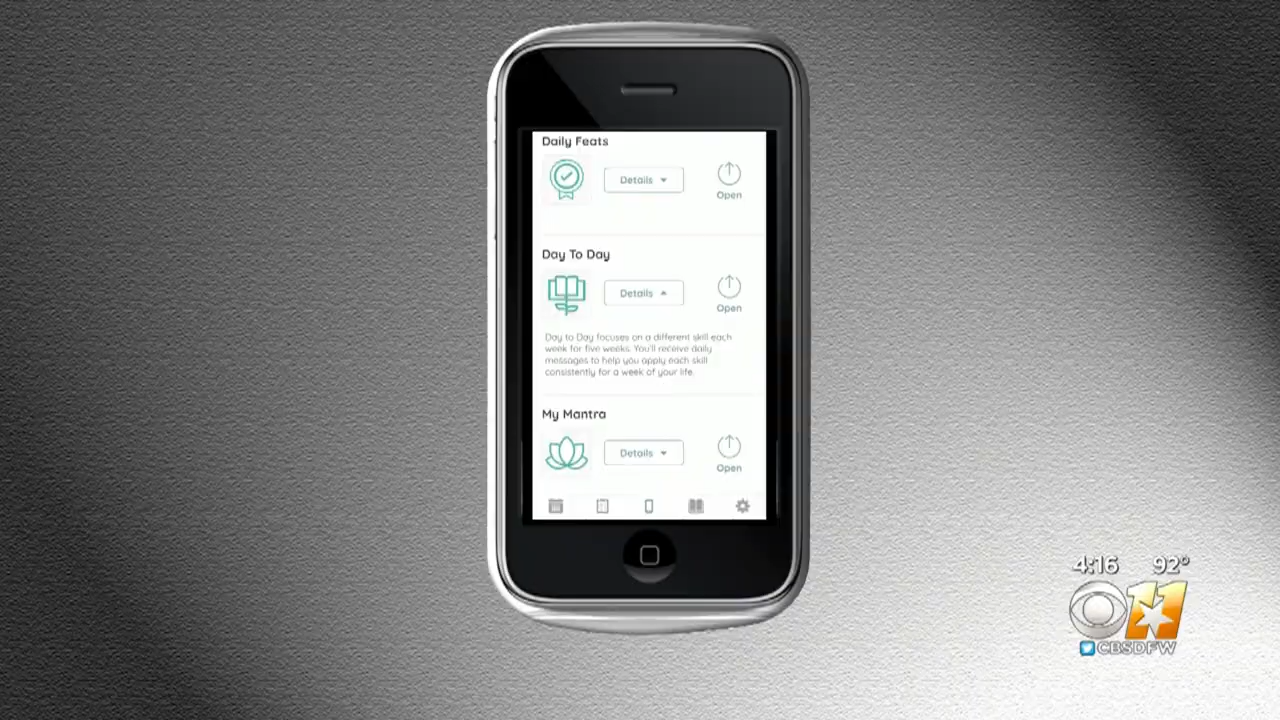 Daily Feats
Details
Open
Day To Day
Details
Open
Day to Day focuses on a different skill each
week for five weeks. You'll receive daily
messages to help you apply each skill
consistently for a week of your life.
My Mantra
Details
Open
4:16 92°
11
CBSDFW